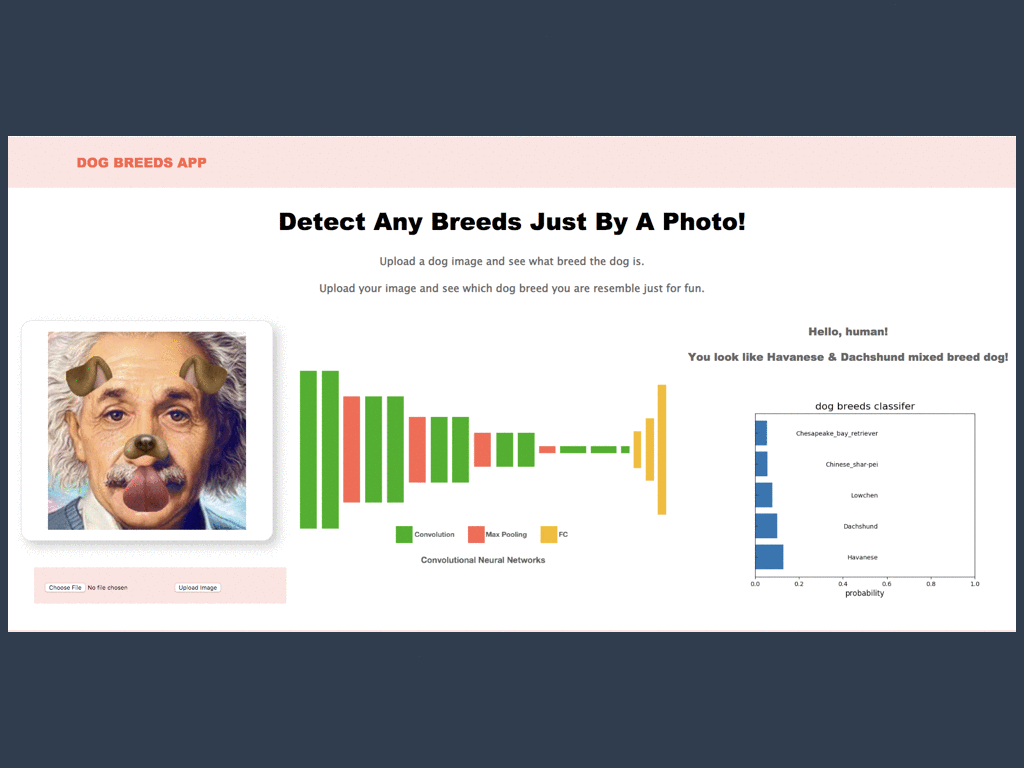 DOG BREEDS APP
Detect Any Breeds Just By A Photo!
Upload a dog image and see what breed the dog is.
Upload your image and see which dog breed you are resemble just for fun.
Hello, human!
You look like Havanese & Dachshund mixed breed dog!
dog breeds classifer
Chesapeake_bay_retriever
Chinese_shar-pei
Lowchen
Dachshund
Havanese
0.0 0.2 0.4 0.6 0.8 1.0
probability
Convolution Max Pooling FC
Convolutional Neural Networks
Choose File No file chosen Upload Image